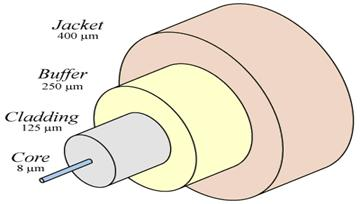 Jacket
400 µm
Buffer
250 µm
Cladding
125 µm
Core
8 µm